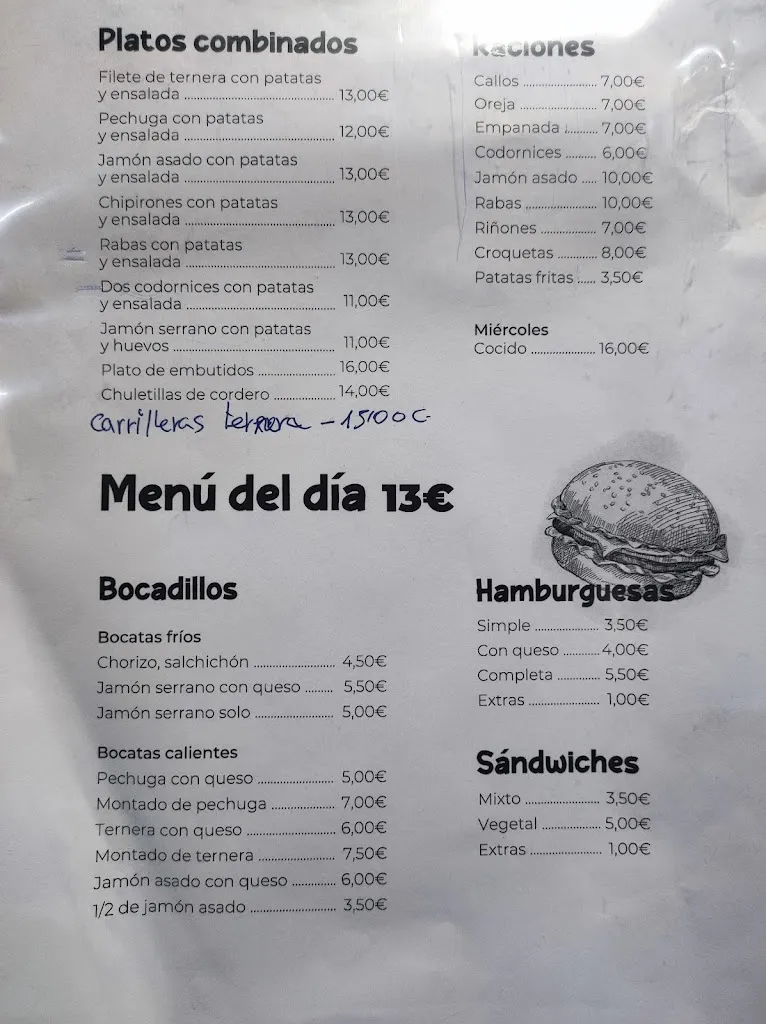 Platos combinados
Filete de ternera con patatas
y ensalada ........ 13,00€
Pechuga con patatas
y ensalada ........ 12,00€
Jamón asado con patatas
y ensalada ........ 13,00€
Chipirones con patatas
y ensalada ........ 13,00€
Rabas con patatas
y ensalada ........ 13,00€
Dos codornices con patatas
y ensalada ........ 11,00€
Jamón serrano con patatas
y huevos ........ 11,00€
Plato de embutidos ........ 16,00€
Chuletillas de cordero ........ 14,00€
Carrilleras ternera - 15,00€
Raciones
Callos ........ 7,00€
Oreja ........ 7,00€
Empanada ........ 7,00€
Codornices ........ 6,00€
Jamón asado ..... 10,00€
Rabas ........ 10,00€
Riñones ........ 7,00€
Croquetas ........ 8,00€
Patatas fritas ...... 3,50€
Miércoles
Cocido ........ 16,00€
Menú del día 13€
Bocadillos
Bocatas fríos
Chorizo, salchichón ........ 4,50€
Jamón serrano con queso ........ 5,50€
Jamón serrano solo ........ 5,00€
Bocatas calientes
Pechuga con queso ........ 5,00€
Montado de pechuga ........ 7,00€
Ternera con queso ........ 6,00€
Montado de ternera ........ 7,50€
Jamón asado con queso ........ 6,00€
1/2 de jamón asado ........ 3,50€
Hamburguesas
Simple ........ 3,50€
Con queso ........ 4,00€
Completa ........ 5,50€
Extras ........ 1,00€
Sándwiches
Mixto ........ 3,50€
Vegetal ........ 5,00€
Extras ........ 1,00€